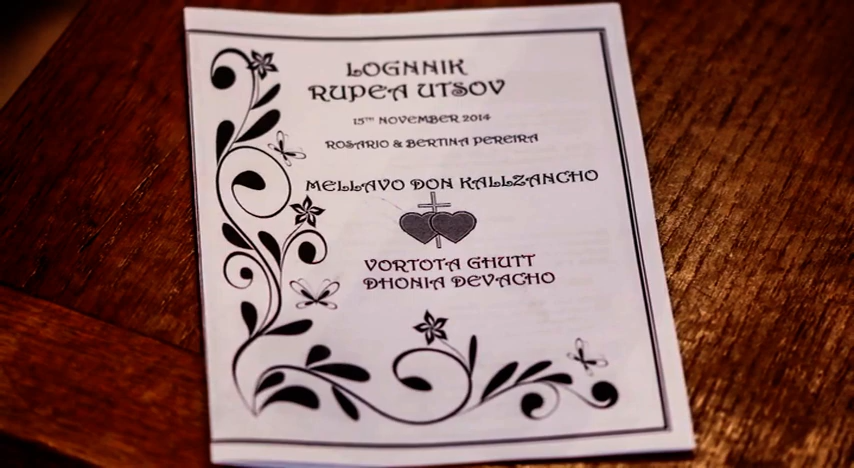 LOGNNIK
RUPEA UTSOV
15TH NOVEMBER 2014
ROSARIO & BERTINA PEREIRA
MELLAVO DON KALLZANCHO
VORTOTA GHUTT
DHONIA DEVACHO